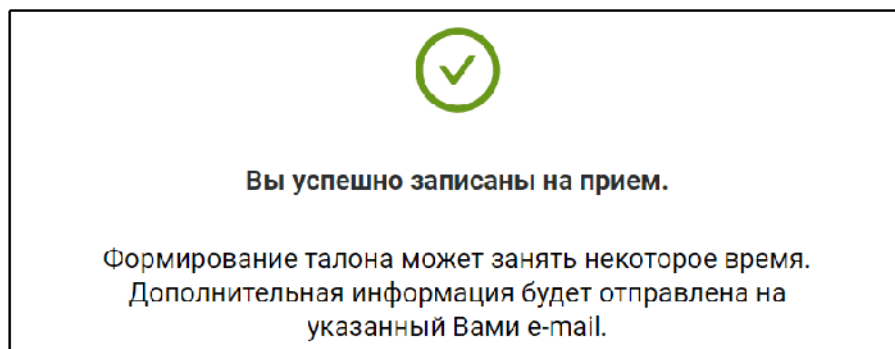 Вы успешно записаны на прием.
Формирование талона может занять некоторое время.
Дополнительная информация будет отправлена на
указанный Вами e-mail.